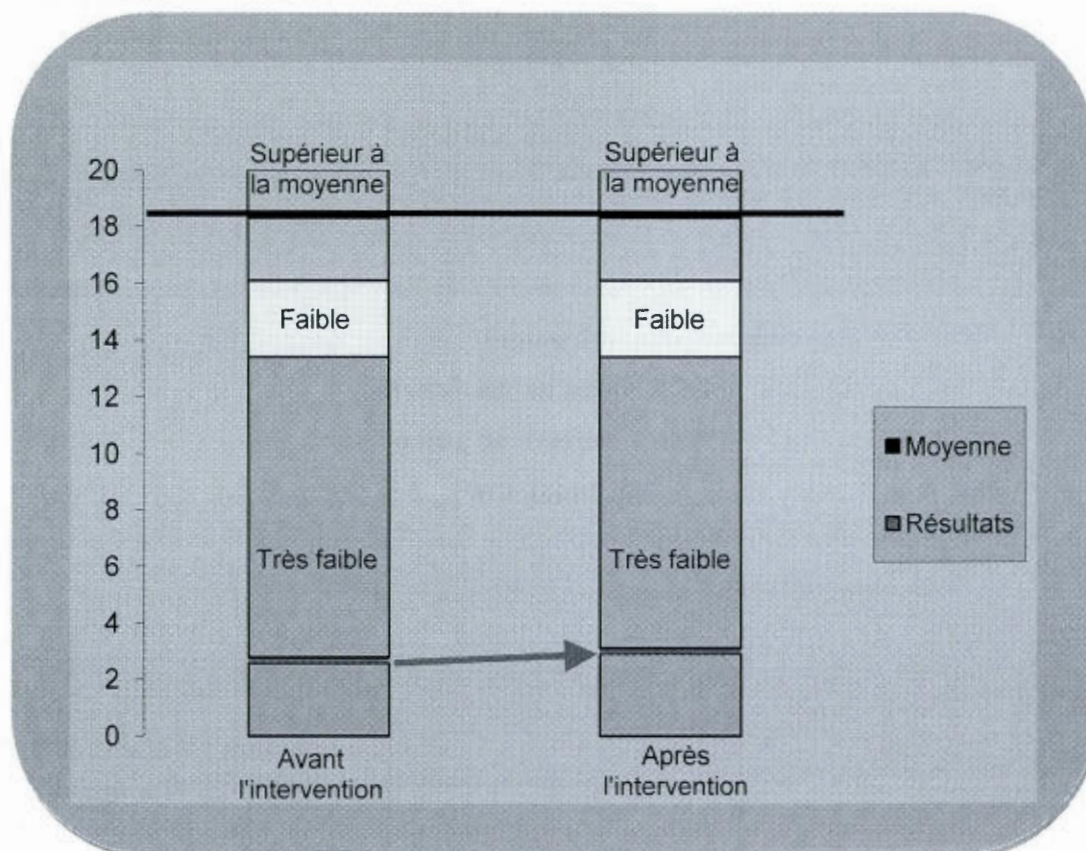 Supérieur à
la moyenne
Supérieur à
la moyenne
20
18
16
14
12
10
8
6
4
2
0
Faible
Faible
Très faible
Très faible
Moyenne
Résultats
Avant
l'intervention
Après
l'intervention